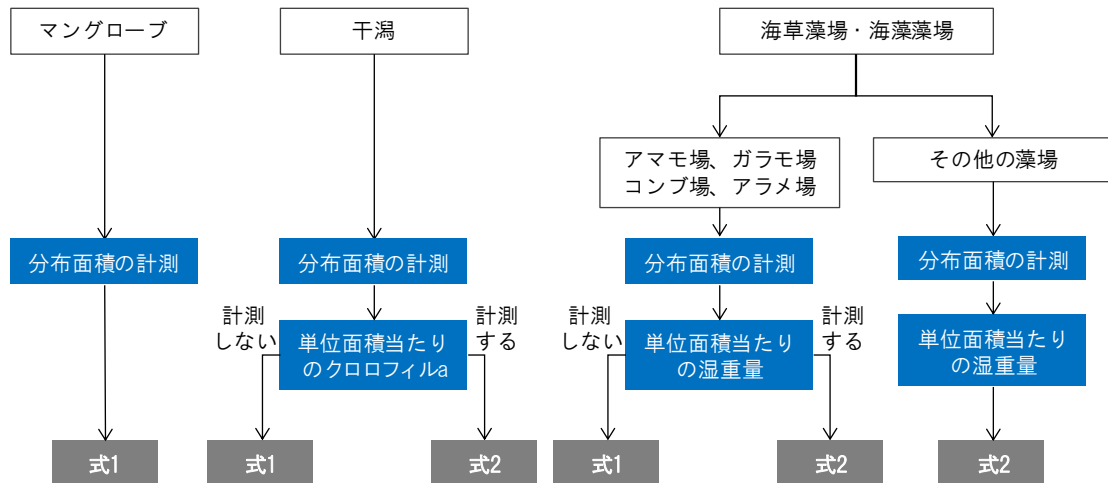 マングローブ
干潟
海草藻場・海藻藻場
アマモ場、ガラモ場
コンブ場、アラメ場
その他の藻場
分布面積の計測
分布面積の計測
分布面積の計測
分布面積の計測
計測
しない
単位面積当たり
のクロロフィルa
計測
する
計測
しない
単位面積当たり
の湿重量
計測
する
単位面積当たり
の湿重量
式1
式1
式2
式1
式2
式2